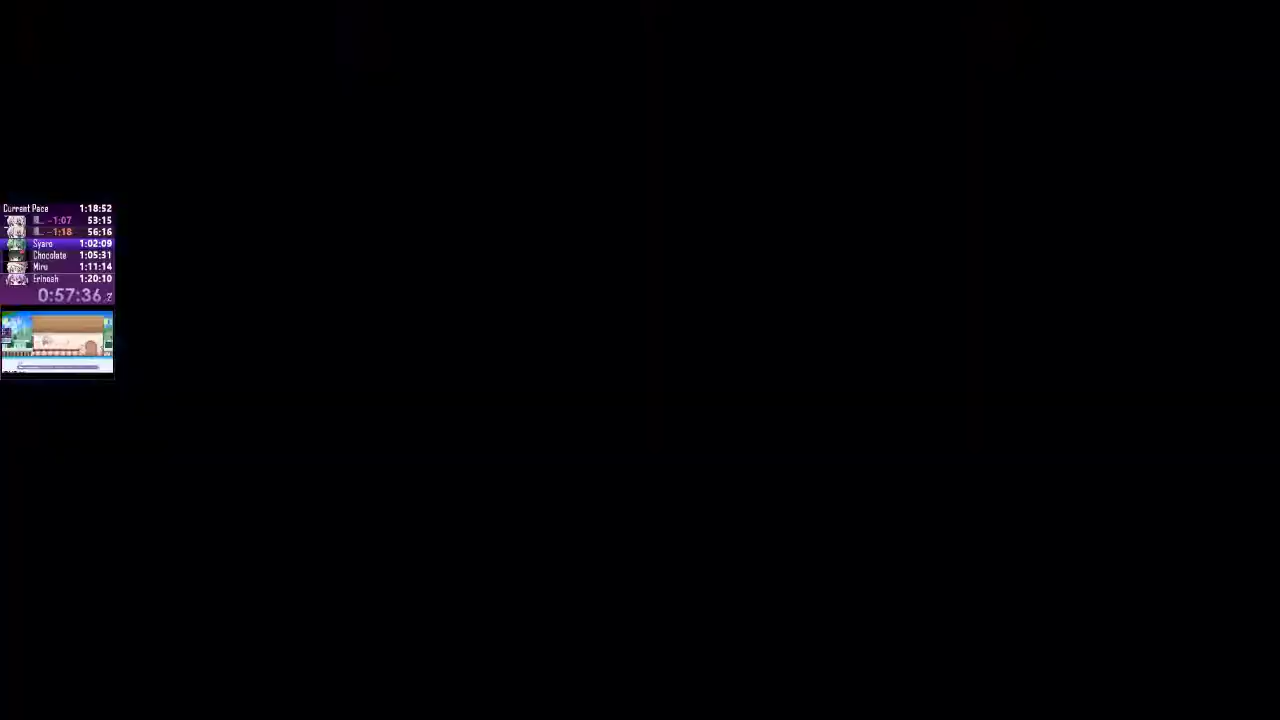 Current Pace 1:18:52
-1:07 53:15
-1:18 56:16
Syaro 1:02:09
Chocolate 1:05:31
Miru 1:11:14
Erinoah 1:20:10
0:57:36